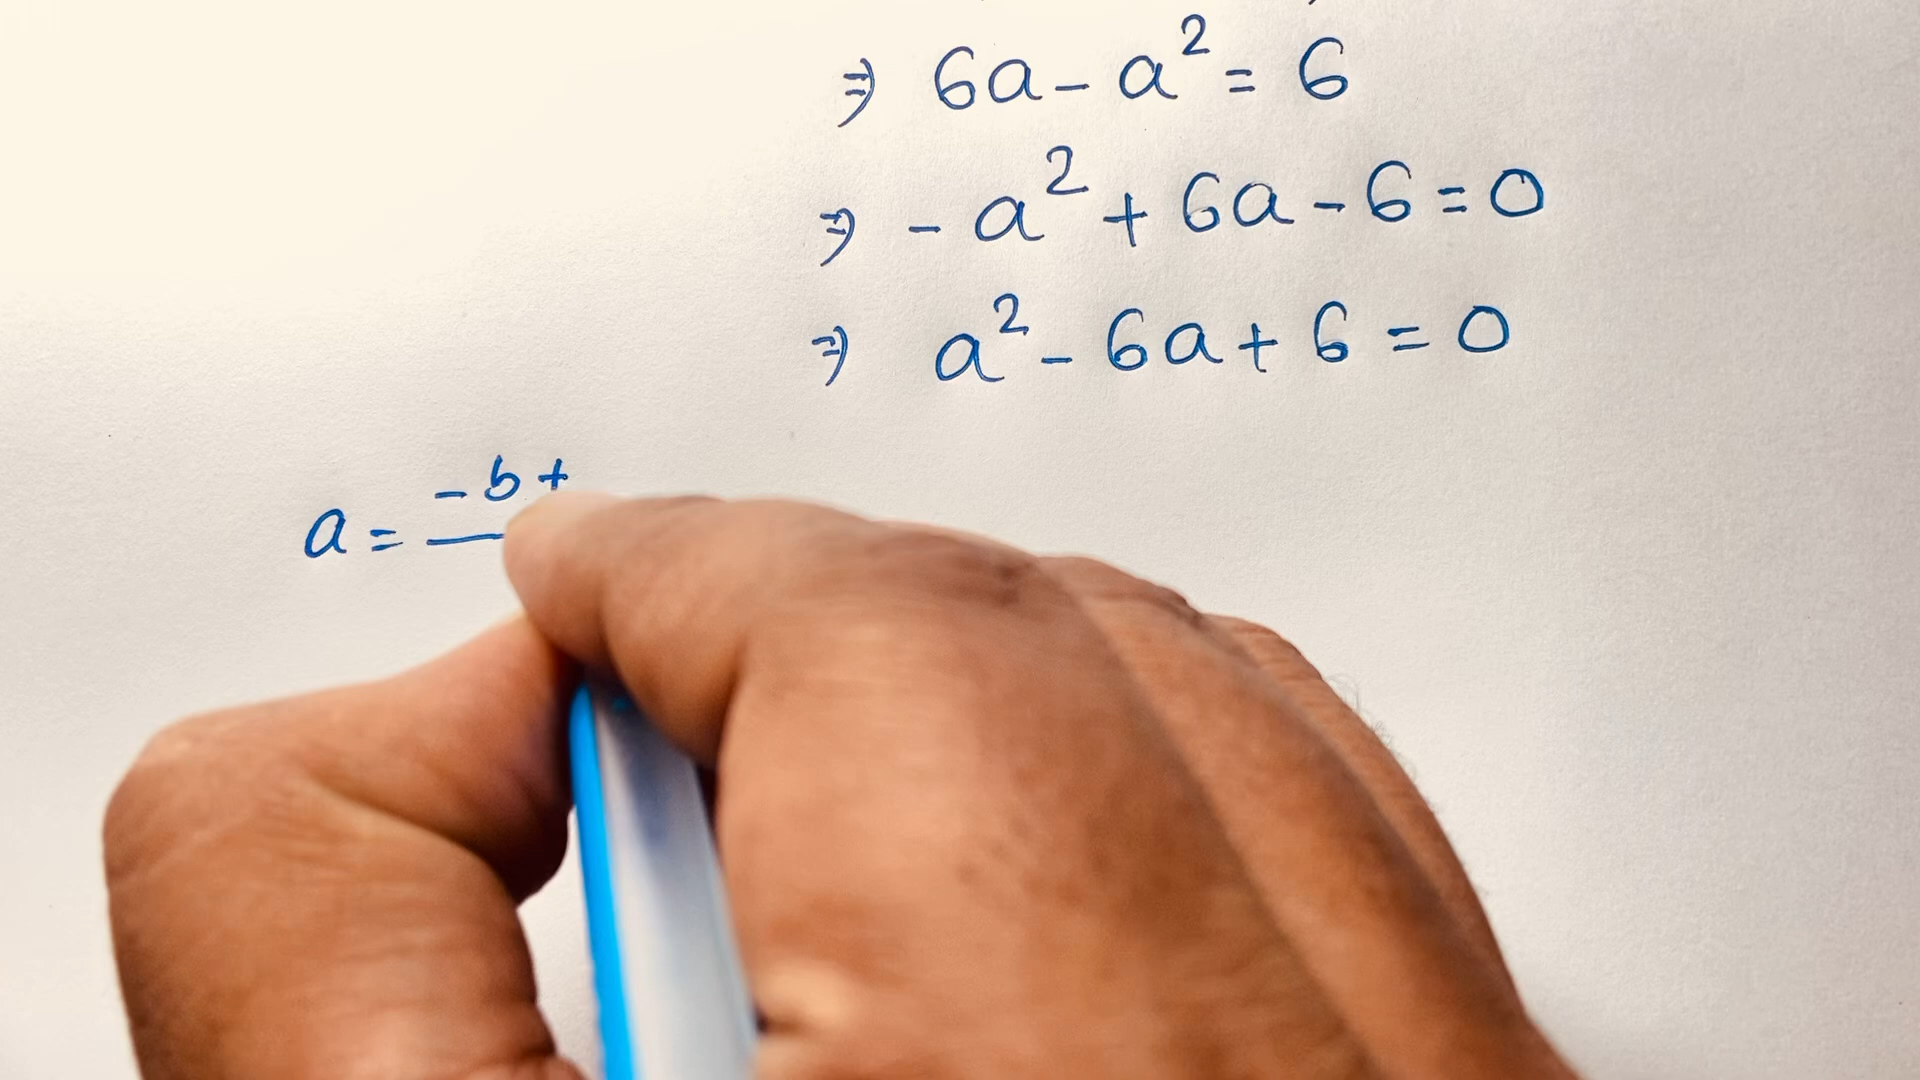 ⇒ 6a - a² = 6
⇒ - a² + 6a - 6 = 0
⇒ a² - 6a + 6 = 0
a = - b +